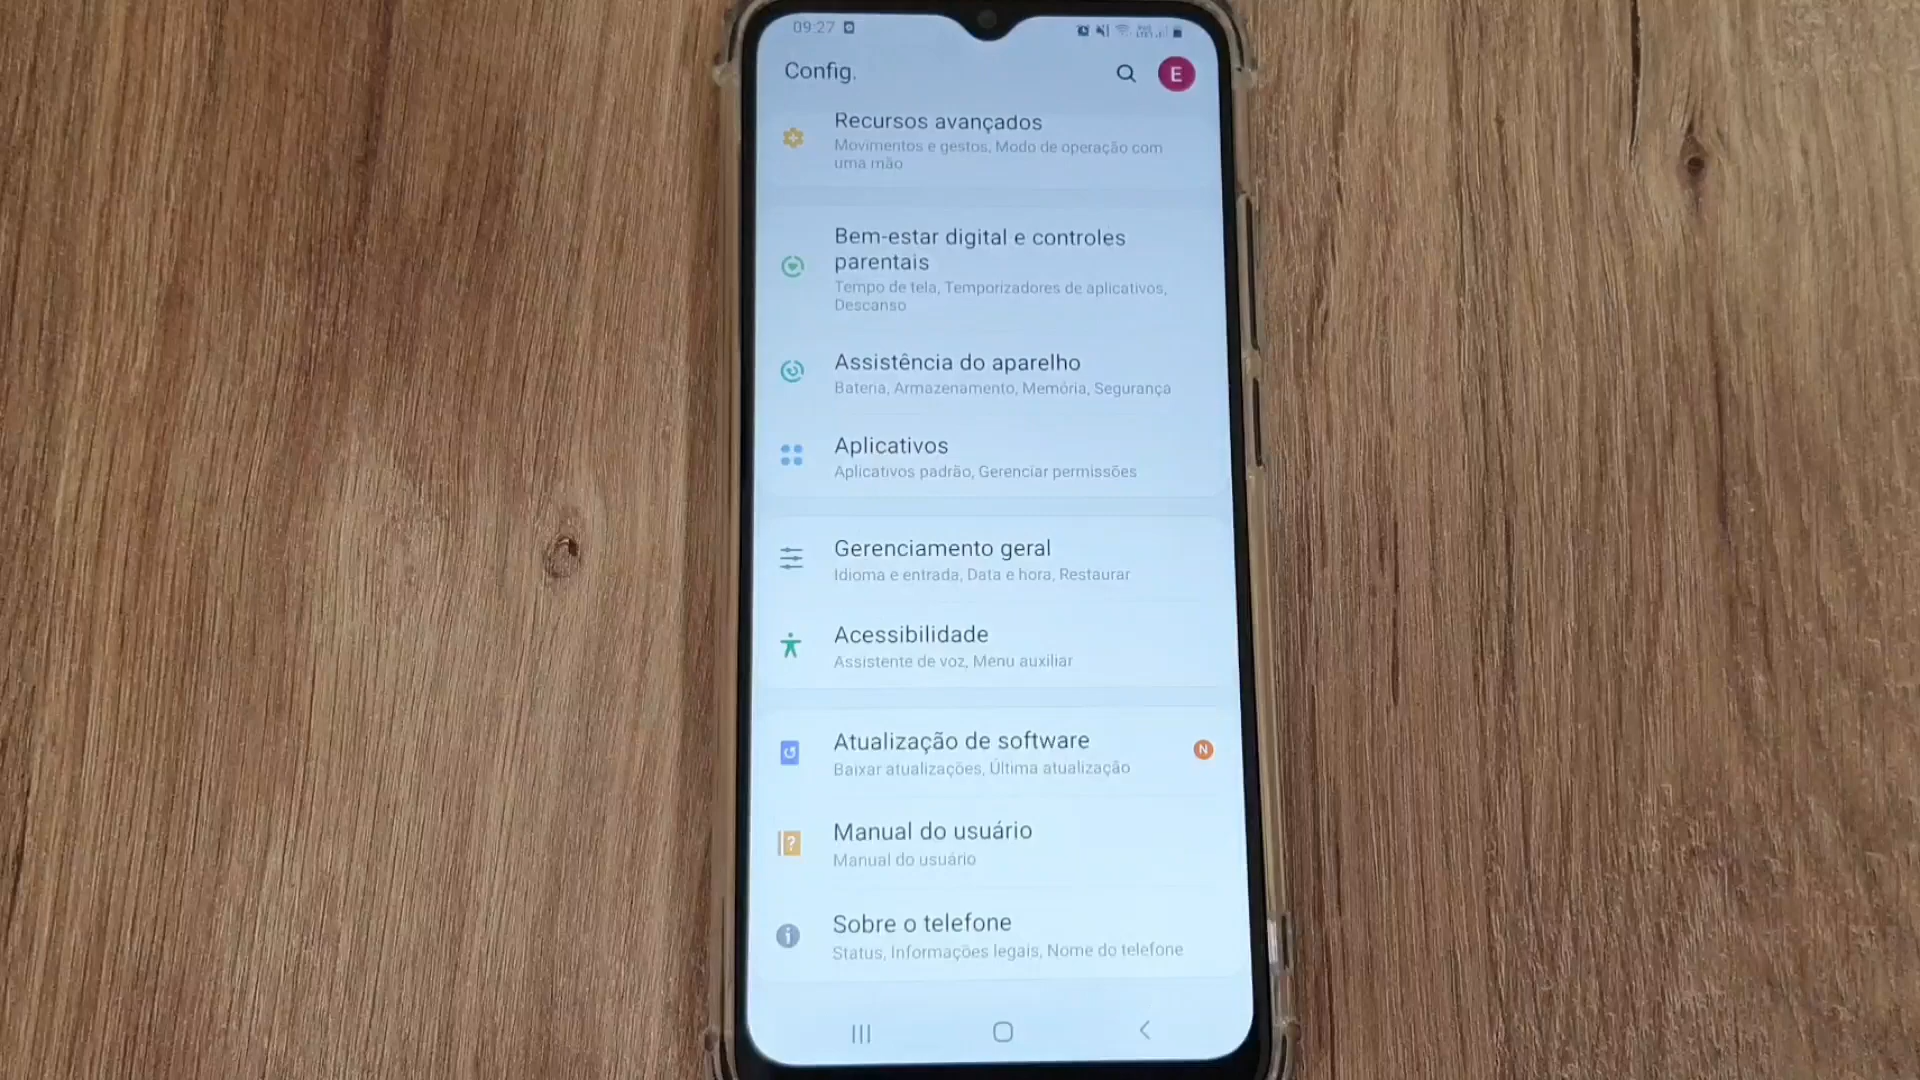 09:27
Config.
E
Recursos avançados
Movimentos e gestos, Modo de operação com
uma mão
Bem-estar digital e controles
parentais
Tempo de tela, Temporizadores de aplicativos,
Descanso
Assistência do aparelho
Bateria, Armazenamento, Memória, Segurança
Aplicativos
Aplicativos padrão, Gerenciar permissões
Gerenciamento geral
Idioma e entrada, Data e hora, Restaurar
Acessibilidade
Assistente de voz, Menu auxiliar
Atualização de software
N
Baixar atualizações, Última atualização
Manual do usuário
Manual do usuário
Sobre o telefone
Status, Informações legais, Nome do telefone